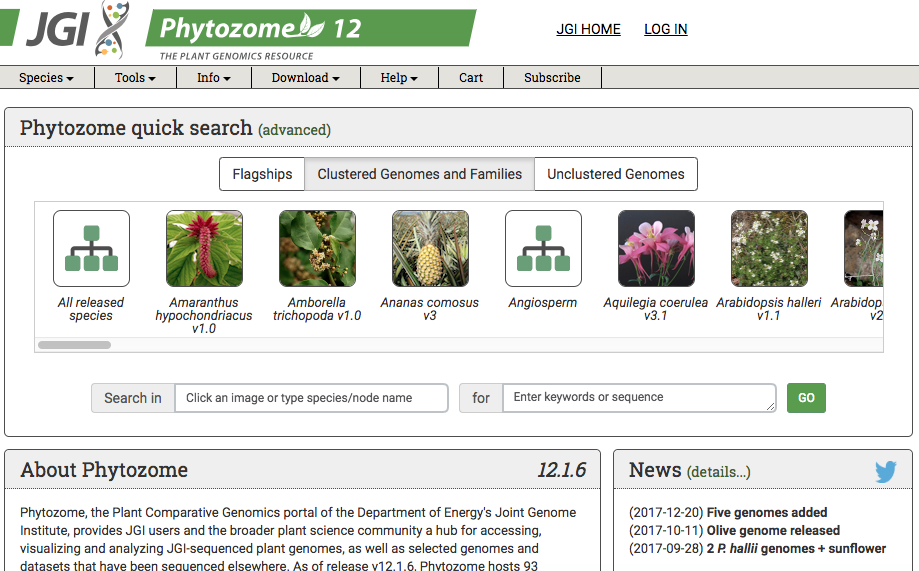 JGI
Phytozome 12
THE PLANT GENOMICS RESOURCE
JGI HOME LOG IN
Species Tools Info Download Help Cart Subscribe
Phytozome quick search (advanced)
Flagships Clustered Genomes and Families Unclustered Genomes
All released species
Amaranthus hypochondriacus v1.0
Amborella trichopoda v1.0
Ananas comosus v3
Angiosperm
Aquilegia coerulea v3.1
Arabidopsis halleri v1.1
Arabidop
v2
Search in Click an image or type species/node name for Enter keywords or sequence GO
About Phytozome 12.1.6
Phytozome, the Plant Comparative Genomics portal of the Department of Energy's Joint Genome
Institute, provides JGI users and the broader plant science community a hub for accessing,
visualizing and analyzing JGI-sequenced plant genomes, as well as selected genomes and
datasets that have been sequenced elsewhere. As of release v12.1.6, Phytozome hosts 93
News (details...)
(2017-12-20) Five genomes added
(2017-10-11) Olive genome released
(2017-09-28) 2 P. hallii genomes + sunflower